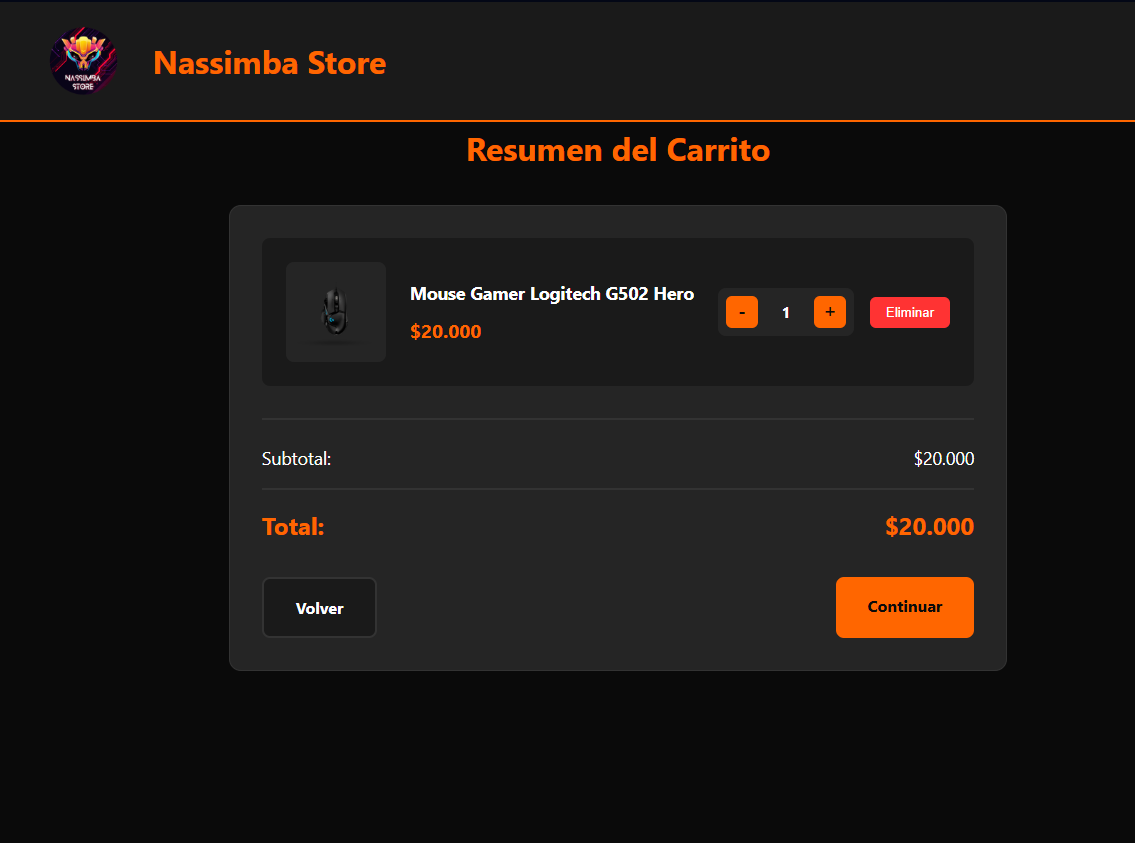 NASSIMBA
STORE
Nassimba Store
Resumen del Carrito
Mouse Gamer Logitech G502 Hero
$20.000
- 1 + Eliminar
Subtotal: $20.000
Total: $20.000
Volver Continuar